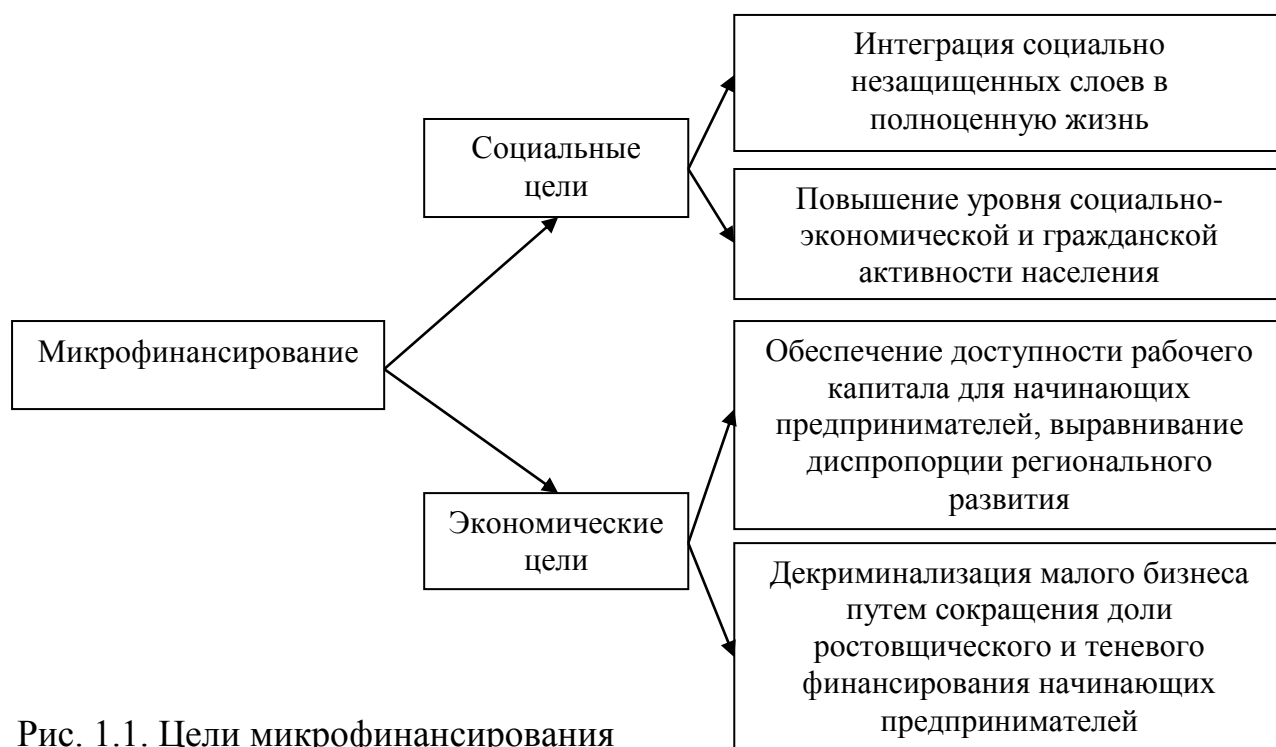 Интеграция социально
незащищенных слоев в
полноценную жизнь
Социальные
цели
Повышение уровня социально-
экономической и гражданской
активности населения
Микрофинансирование
Обеспечение доступности рабочего
капитала для начинающих
предпринимателей, выравнивание
диспропорции регионального
развития
Экономические
цели
Декриминализация малого бизнеса
путем сокращения доли
ростовщического и теневого
финансирования начинающих
предпринимателей
Рис. 1.1. Цели микрофинансирования